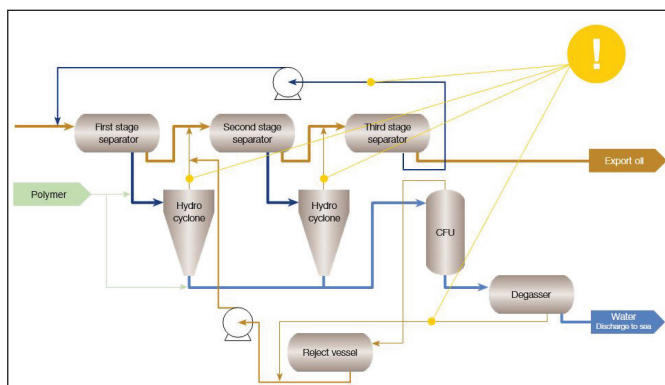 !
First stage
separator
Second stage
separator
Third stage
separator
Export oil
Polymer
Hydro
cyclone
Hydro
cyclone
CFU
Degasser
Water
Discharge to sea
Reject vessel